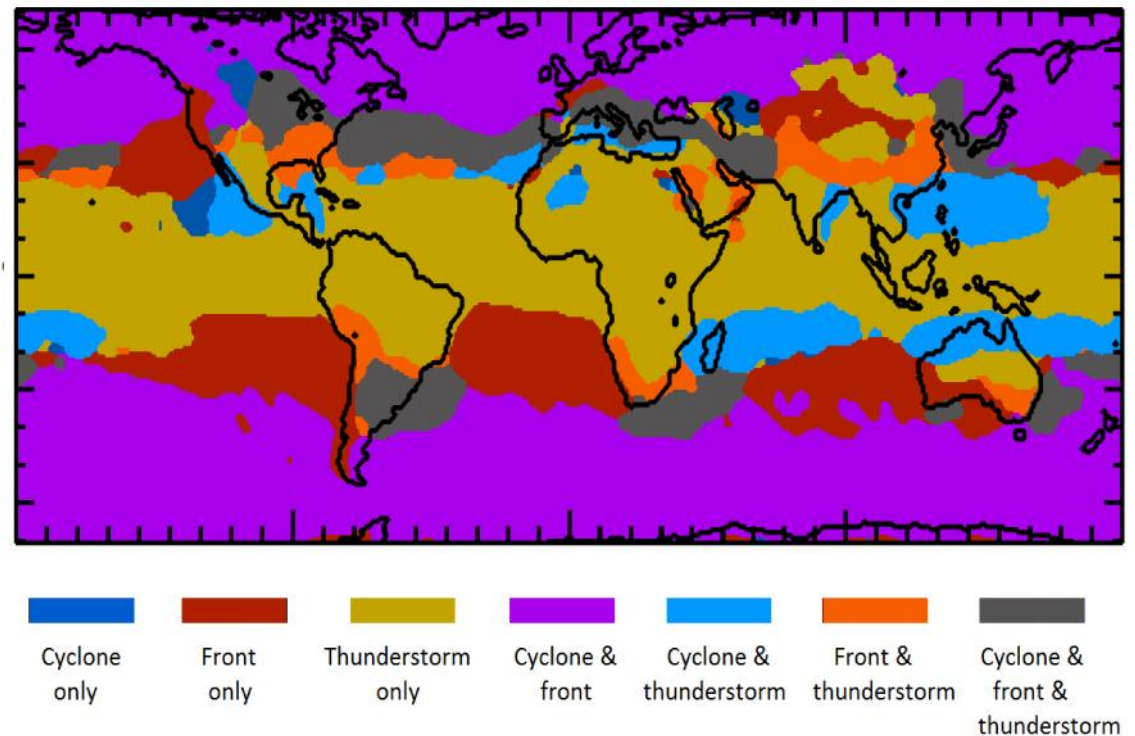 Cyclone only
Front only
Thunderstorm only
Cyclone & front
Cyclone & thunderstorm
Front & thunderstorm
Cyclone & front & thunderstorm